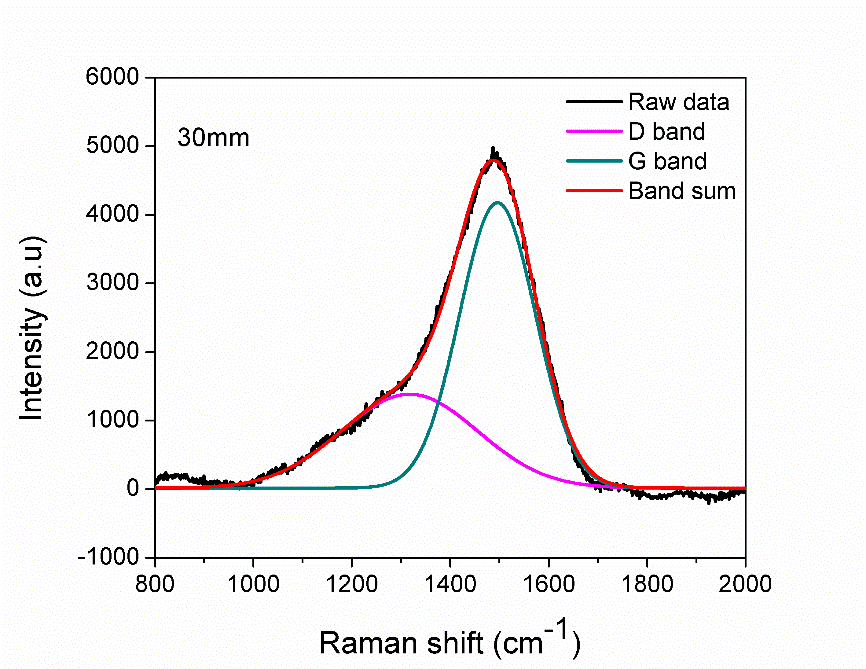 6000
5000
4000
3000
2000
1000
0
-1000
30mm
Raw data
D band
G band
Band sum
800
1000
1200
1400
1600
1800
2000
Intensity (a.u)
Raman shift (cm-1)